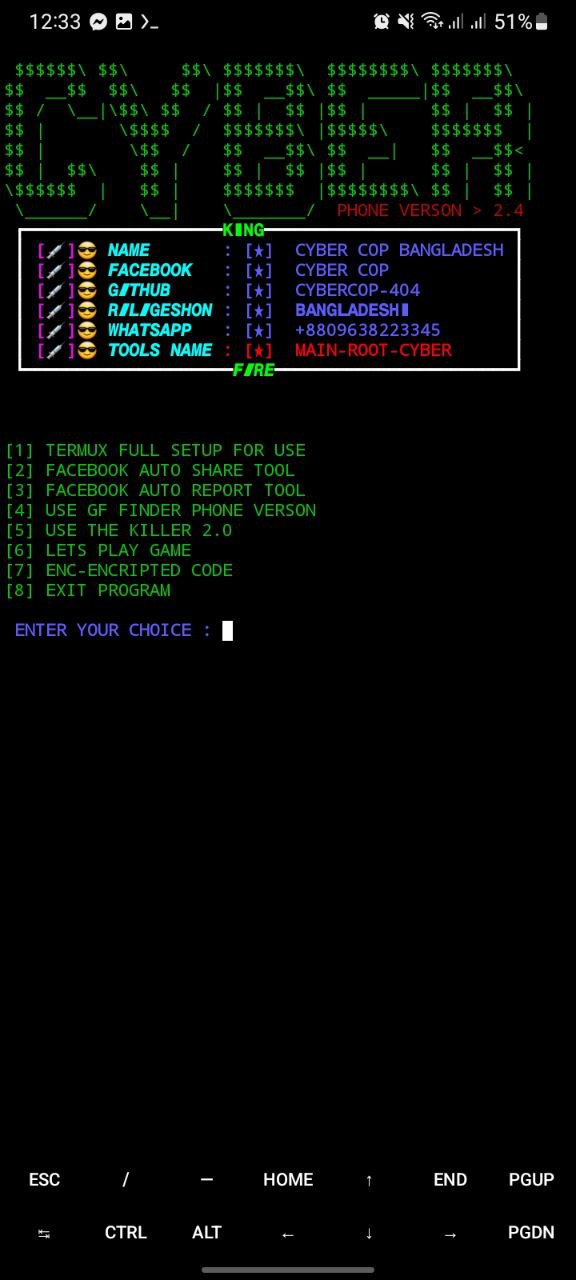 12:33
51%
$$$$$$\ $$\      $$\ $$$$$$$\  $$$$$$$$\ $$$$$$$\
$$  __$$  $$\   $$  |$$  __$$\ $$  _____|$$  __$$\
$$ /  \__|\$$\ $$  / $$ |  $$ |$$ |      $$ |  $$ |
$$ |       \$$$$  /  $$$$$$$\ |$$$$$\    $$$$$$$  |
$$ |        \$$  /   $$  __$$\ $$  __|   $$  __$$<
$$ |  $$\    $$ |    $$ |  $$ |$$ |      $$ |  $$ |
\$$$$$$  |   $$ |    $$$$$$$  |$$$$$$$$\ $$ |  $$ |
\______/    \__|    \_______/  PHONE VERSON > 2.4
KING
[💉]😎 NAME : [★] CYBER COP BANGLADESH
[💉]😎 FACEBOOK : [★] CYBER COP
[💉]😎 GITHUB : [★] CYBERCOP-404
[💉]😎 RILIGESHON : [★] BANGLADESHI
[💉]😎 WHATSAPP : [★] +8809638223345
[💉]😎 TOOLS NAME : [★] MAIN-ROOT-CYBER
FIRE
[1] TERMUX FULL SETUP FOR USE
[2] FACEBOOK AUTO SHARE TOOL
[3] FACEBOOK AUTO REPORT TOOL
[4] USE GF FINDER PHONE VERSON
[5] USE THE KILLER 2.0
[6] LETS PLAY GAME
[7] ENC-ENCRIPTED CODE
[8] EXIT PROGRAM
ENTER YOUR CHOICE :
ESC / — HOME ↑ END PGUP
↹ CTRL ALT ← ↓ → PGDN